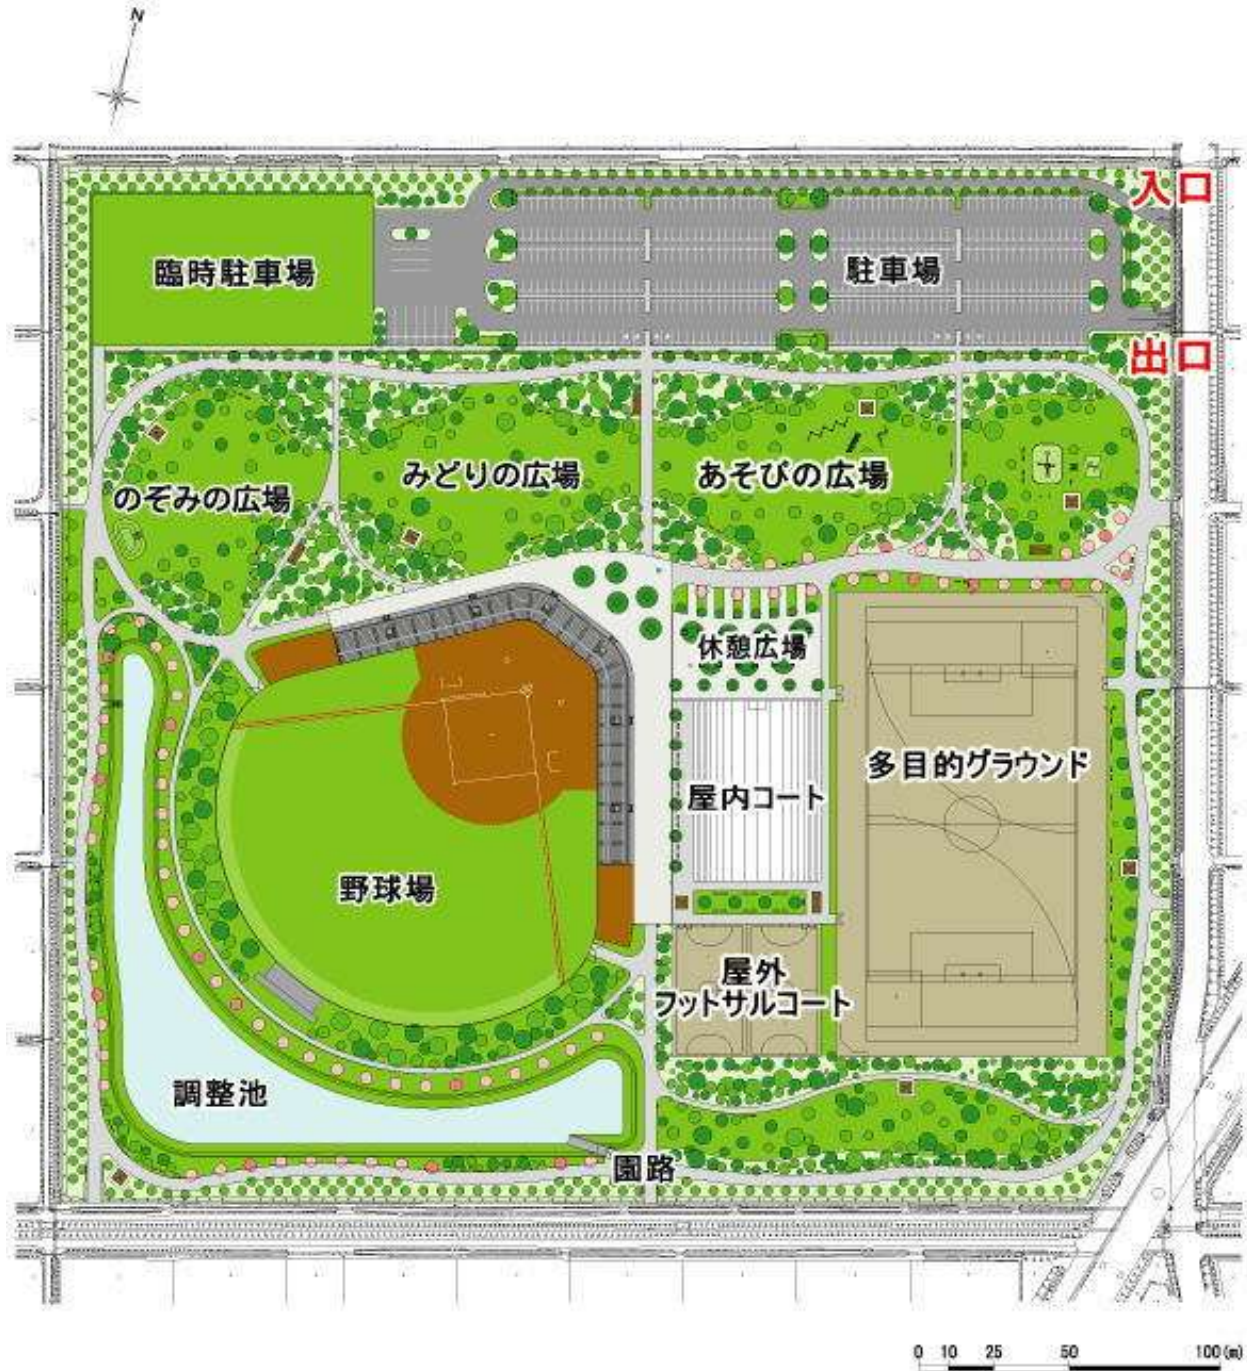 N
入口
臨時駐車場
駐車場
出口
のぞみの広場
みどりの広場
あそびの広場
休憩広場
多目的グラウンド
屋内コート
野球場
屋外
フットサルコート
調整池
園路
0 10 25 50 100(m)